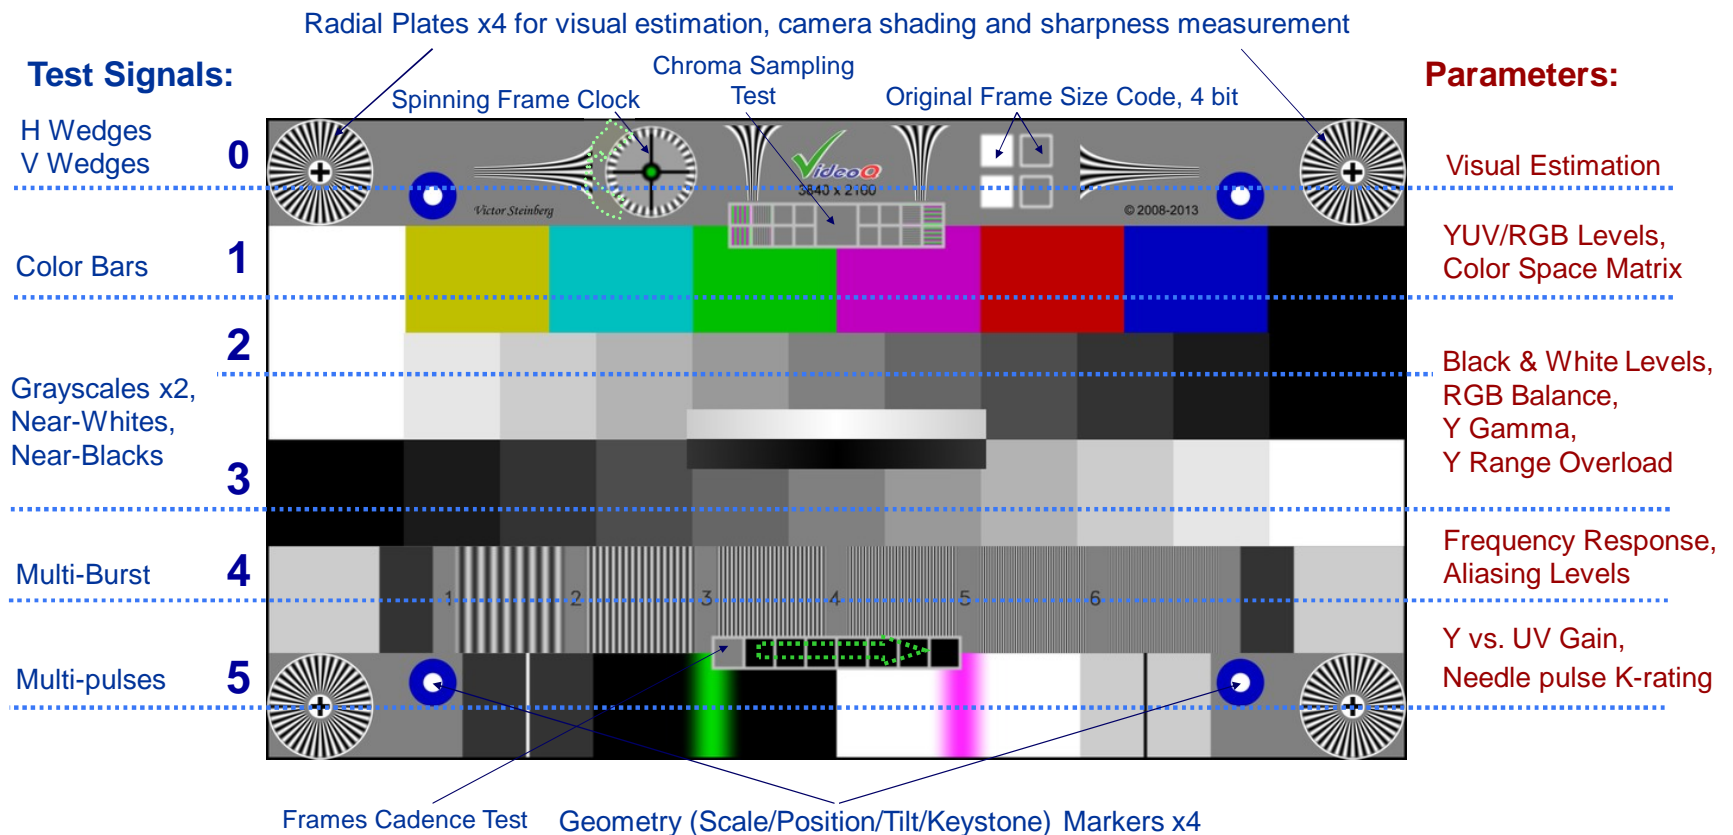 Radial Plates x4 for visual estimation, camera shading and sharpness measurement
Test Signals:
Chroma Sampling
Test
Parameters:
Spinning Frame Clock
Original Frame Size Code, 4 bit
H Wedges
V Wedges
0
VideoQ
3840 x 2160
Victor Steinberg
© 2008-2013
Visual Estimation
Color Bars
1
YUV/RGB Levels,
Color Space Matrix
2
Grayscales x2,
Near-Whites,
Near-Blacks
3
Black & White Levels,
RGB Balance,
Y Gamma,
Y Range Overload
Multi-Burst
4
1 2 3 4 5 6
Frequency Response,
Aliasing Levels
Multi-pulses
5
Y vs. UV Gain,
Needle pulse K-rating
Frames Cadence Test
Geometry (Scale/Position/Tilt/Keystone) Markers x4